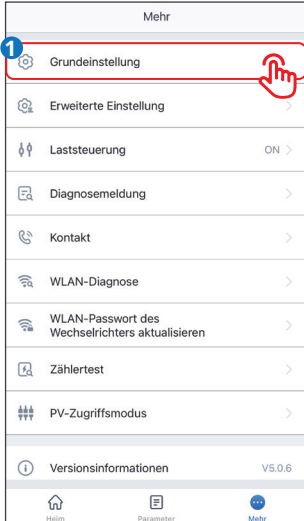 Mehr
1
Grundeinstellung
Erweiterte Einstellung
Laststeuerung ON
Diagnosemeldung
Kontakt
WLAN-Diagnose
WLAN-Passwort des
Wechselrichters aktualisieren
Zählertest
PV-Zugriffsmodus
Versionsinformationen V5.0.6
Heim Parameter Mehr